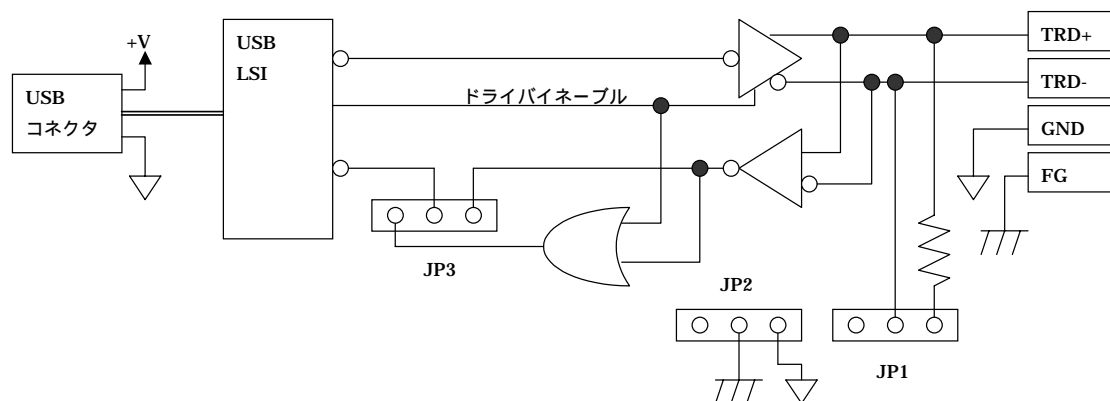 +V
USB
コネクタ
USB
LSI
ドライバイネーブル
TRD+
TRD-
GND
FG
JP3
JP2
JP1